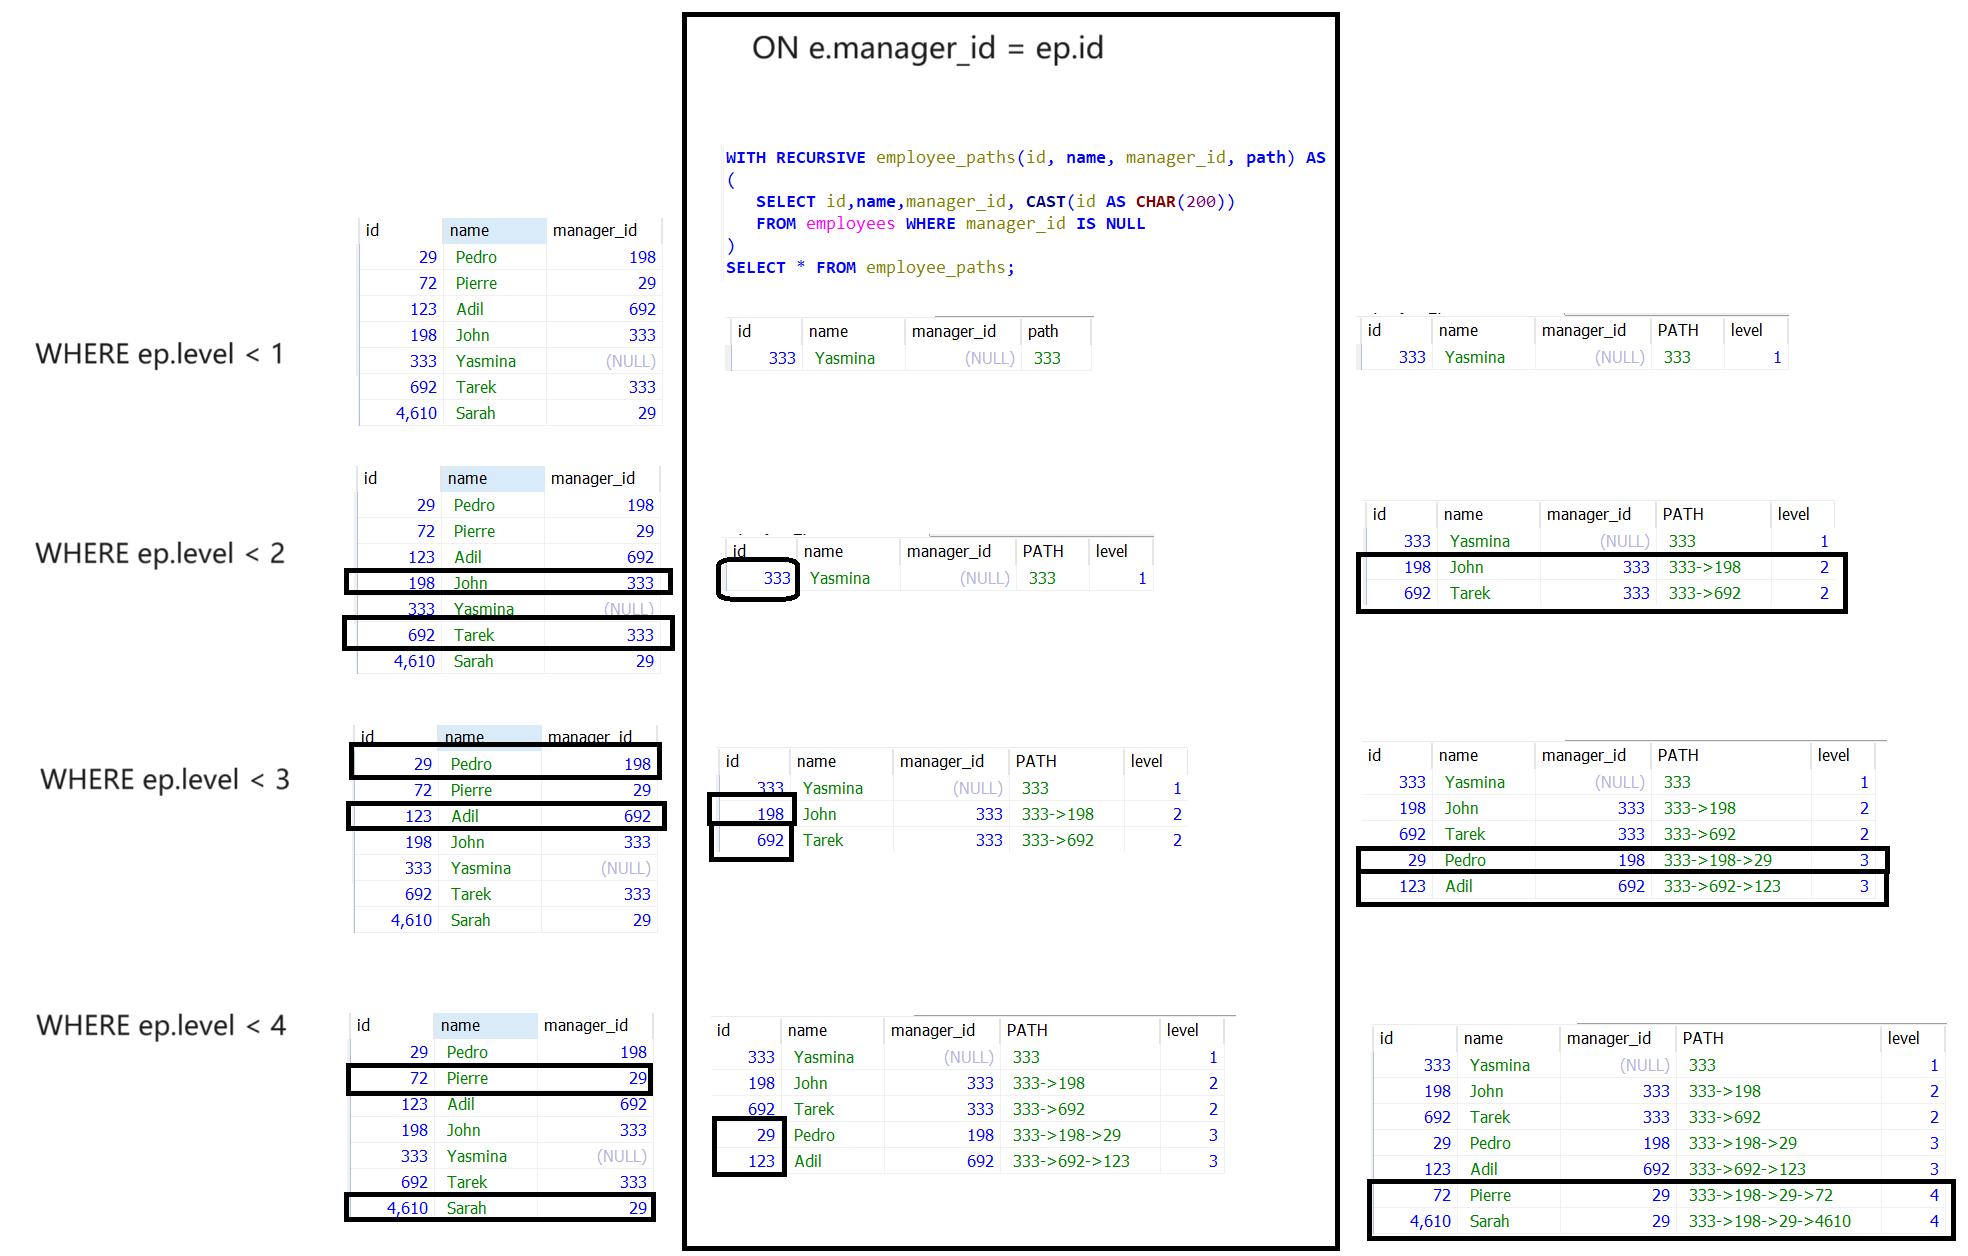 ON e.manager_id = ep.id
WITH RECURSIVE employee_paths(id, name, manager_id, path) AS
(
SELECT id,name,manager_id, CAST(id AS CHAR(200))
FROM employees WHERE manager_id IS NULL
)
SELECT * FROM employee_paths;
WHERE ep.level < 1
id name manager_id
29 Pedro 198
72 Pierre 29
123 Adil 692
198 John 333
333 Yasmina (NULL)
692 Tarek 333
4,610 Sarah 29
id name manager_id path
333 Yasmina (NULL) 333
id name manager_id PATH level
333 Yasmina (NULL) 333 1
WHERE ep.level < 2
id name manager_id
29 Pedro 198
72 Pierre 29
123 Adil 692
198 John 333
333 Yasmina (NULL)
692 Tarek 333
4,610 Sarah 29
id name manager_id PATH level
333 Yasmina (NULL) 333 1
id name manager_id PATH level
333 Yasmina (NULL) 333 1
198 John 333 333->198 2
692 Tarek 333 333->692 2
WHERE ep.level < 3
id name manager_id
29 Pedro 198
72 Pierre 29
123 Adil 692
198 John 333
333 Yasmina (NULL)
692 Tarek 333
4,610 Sarah 29
id name manager_id PATH level
333 Yasmina (NULL) 333 1
198 John 333 333->198 2
692 Tarek 333 333->692 2
id name manager_id PATH level
333 Yasmina (NULL) 333 1
198 John 333 333->198 2
692 Tarek 333 333->692 2
29 Pedro 198 333->198->29 3
123 Adil 692 333->692->123 3
WHERE ep.level < 4
id name manager_id
29 Pedro 198
72 Pierre 29
123 Adil 692
198 John 333
333 Yasmina (NULL)
692 Tarek 333
4,610 Sarah 29
id name manager_id PATH level
333 Yasmina (NULL) 333 1
198 John 333 333->198 2
692 Tarek 333 333->692 2
29 Pedro 198 333->198->29 3
123 Adil 692 333->692->123 3
id name manager_id PATH level
333 Yasmina (NULL) 333 1
198 John 333 333->198 2
692 Tarek 333 333->692 2
29 Pedro 198 333->198->29 3
123 Adil 692 333->692->123 3
72 Pierre 29 333->198->29->72 4
4,610 Sarah 29 333->198->29->4610 4